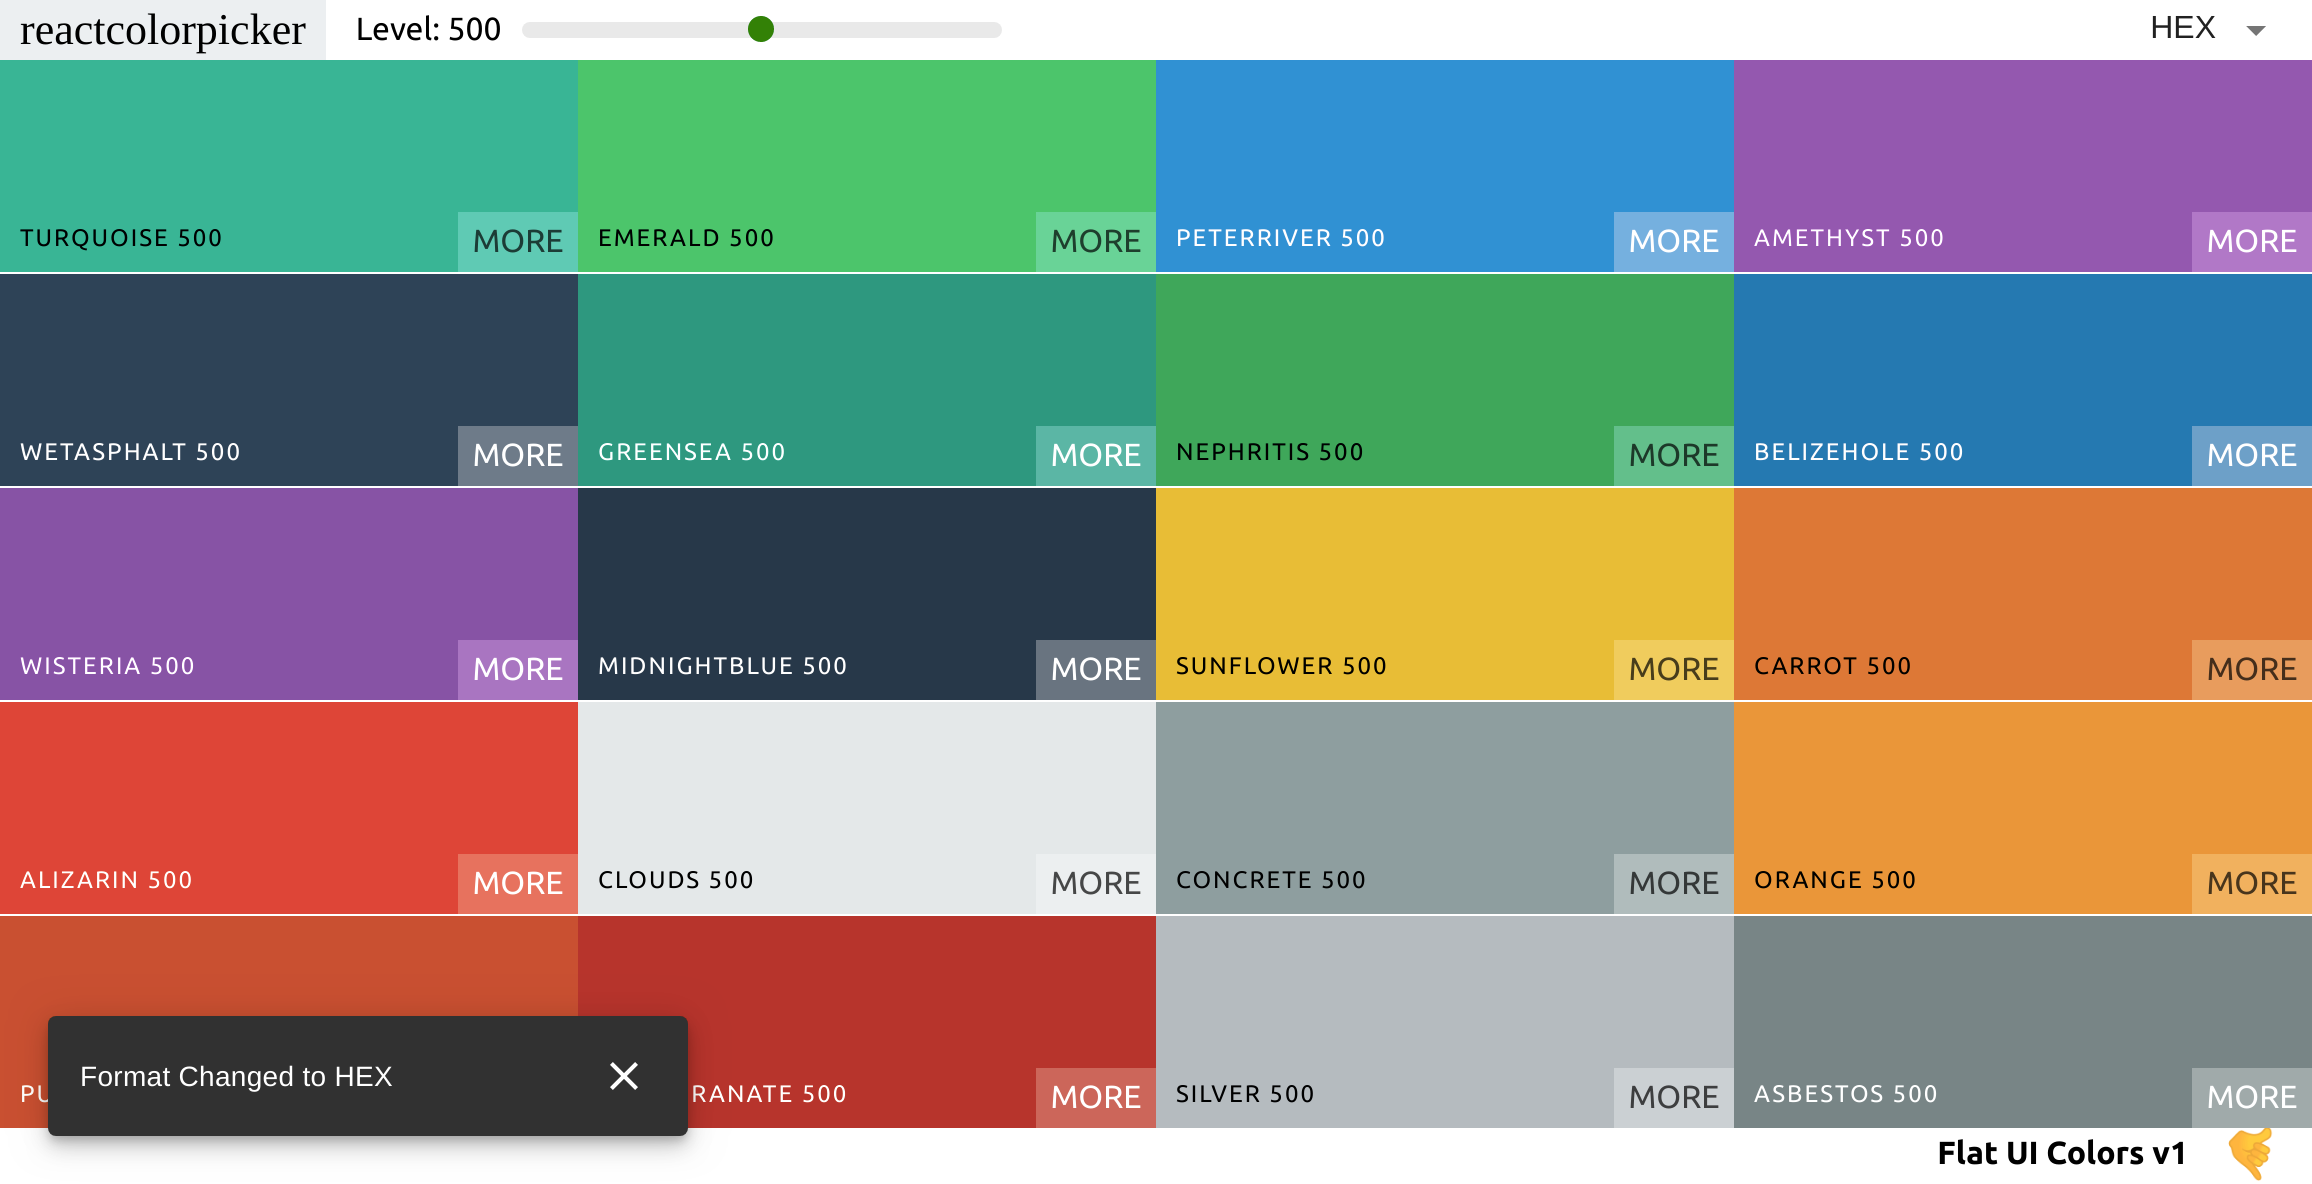 reactcolorpicker Level: 500 HEX
TURQUOISE 500 MORE EMERALD 500 MORE PETERRIVER 500 MORE AMETHYST 500 MORE
WETASPHALT 500 MORE GREENSEA 500 MORE NEPHRITIS 500 MORE BELIZEHOLE 500 MORE
WISTERIA 500 MORE MIDNIGHTBLUE 500 MORE SUNFLOWER 500 MORE CARROT 500 MORE
ALIZARIN 500 MORE CLOUDS 500 MORE CONCRETE 500 MORE ORANGE 500 MORE
Format Changed to HEX
PU RANATE 500 MORE SILVER 500 MORE ASBESTOS 500 MORE
Flat UI Colors v1